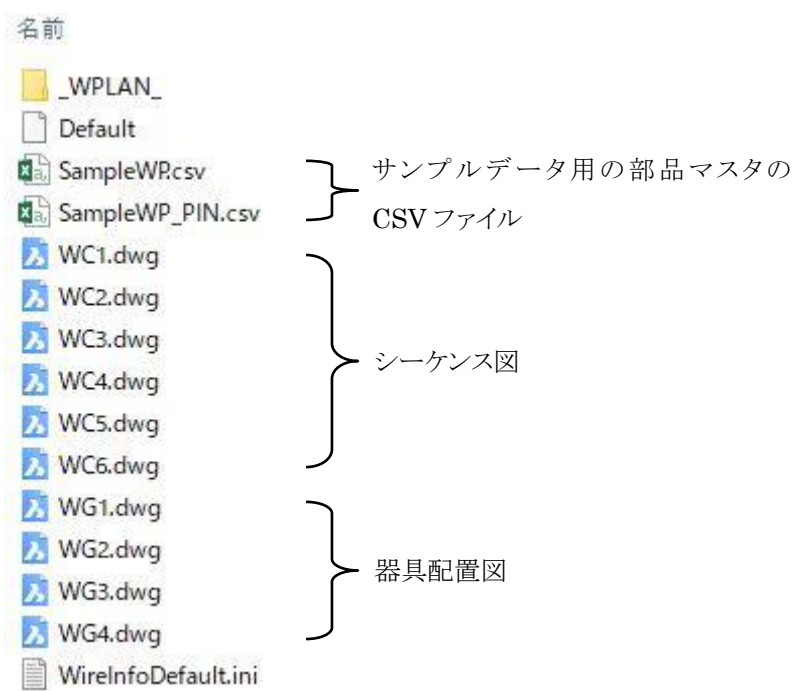 名前
_WPLAN_
Default
SampleWP.csv
SampleWP_PIN.csv
サンプルデータ用の部品マスタの
CSVファイル
WC1.dwg
WC2.dwg
WC3.dwg
WC4.dwg
WC5.dwg
WC6.dwg
シーケンス図
WG1.dwg
WG2.dwg
WG3.dwg
WG4.dwg
器具配置図
WireInfoDefault.ini